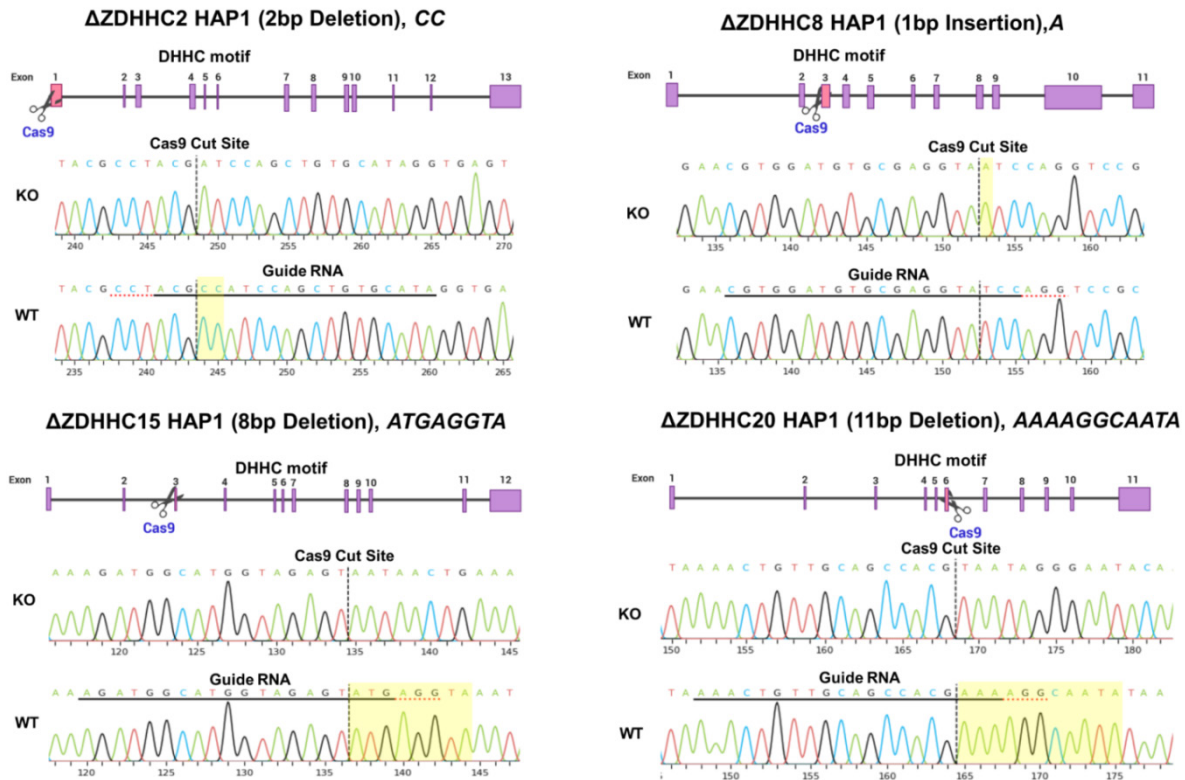 ΔZDHHC2 HAP1 (2bp Deletion), CC
DHHC motif
Exon 1 2 3 4 5 6 7 8 9 10 11 12 13
Cas9
Cas9 Cut Site
T A C G C C T A C G A T C C A G C T G T G C A T A G G T G A G T
KO
240 245 250 255 260 265 270
Guide RNA
T A C G C C T A C G C C A T C C A G C T G T G C A T A G G T G A
WT
235 240 245 250 255 260 265
ΔZDHHC8 HAP1 (1bp Insertion),A
DHHC motif
Exon 1 2 3 4 5 6 7 8 9 10 11
Cas9
Cas9 Cut Site
G A A C G T G G A T G T G C G A G G T A A T C C A G G T C C G
KO
135 140 145 150 155 160
Guide RNA
G A A C G T G G A T G T G C G A G G T A T C C A G G T C C G C
WT
135 140 145 150 155 160
ΔZDHHC15 HAP1 (8bp Deletion), ATGAGGTA
DHHC motif
Exon 1 2 3 4 5 6 7 8 9 10 11 12
Cas9
Cas9 Cut Site
A A A G A T G G C A T G G T A G A G T A A T A A C T G A A A
KO
120 125 130 135 140 145
Guide RNA
A A A G A T G G C A T G G T A G A G T A T G A G G T A A A T
WT
120 125 130 135 140 145
ΔZDHHC20 HAP1 (11bp Deletion), AAAAGGCAATA
DHHC motif
Exon 1 2 3 4 5 6 7 8 9 10 11
Cas9
Cas9 Cut Site
T A A A A C T G T T G C A G C C A C G T A A T A G G G A A T A C A
KO
150 155 160 165 170 175 180
Guide RNA
T A A A A C T G T T G C A G C C A C G A A A A G G C A A T A T A A
WT
150 155 160 165 170 175